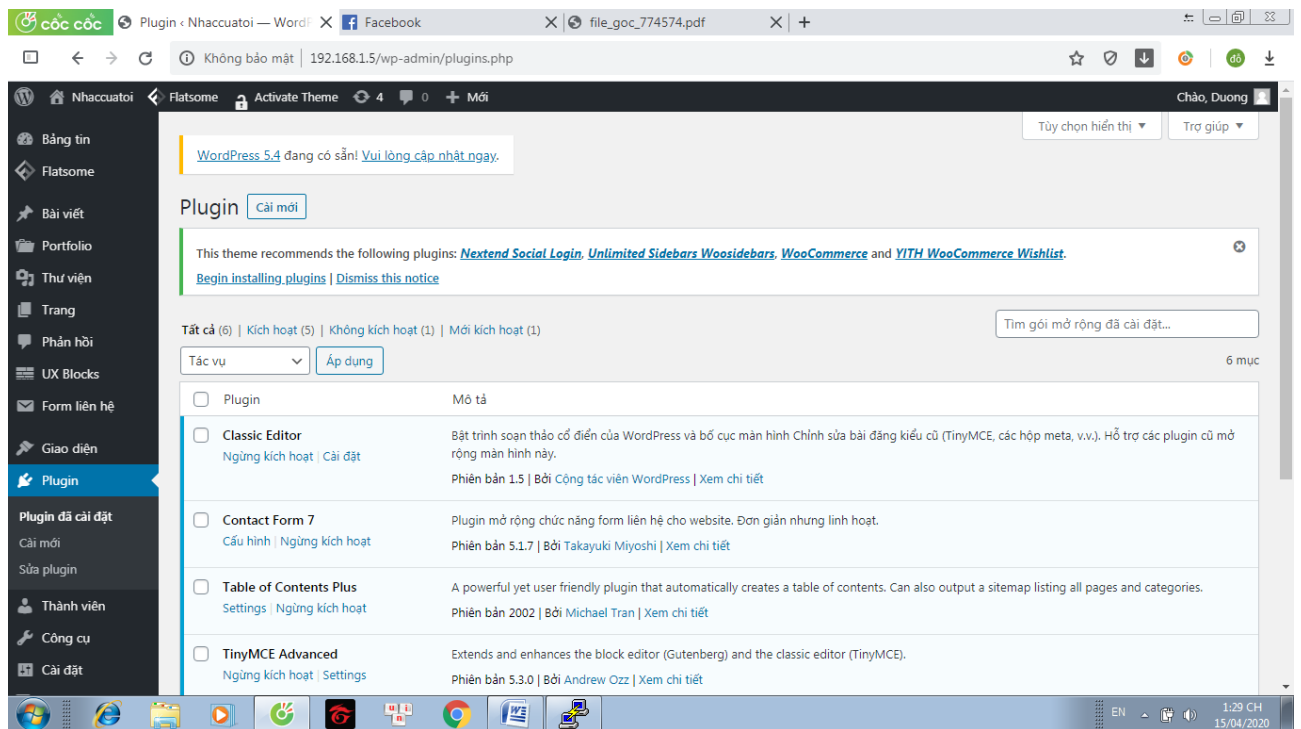 cốc cốc
Plugin ‹ Nhaccuatoi — WordP
Facebook
file_goc_774574.pdf
Không bảo mật
192.168.1.5/wp-admin/plugins.php
đỗ
Nhaccuatoi
Flatsome
Activate Theme
4
0
Mới
Chào, Duong
Tùy chọn hiển thị
Trợ giúp
Bảng tin
Flatsome
Bài viết
Portfolio
Thư viện
Trang
Phản hồi
UX Blocks
Form liên hệ
Giao diện
Plugin
Plugin đã cài đặt
Cài mới
Sửa plugin
Thành viên
Công cụ
Cài đặt
WordPress 5.4 đang có sẵn! Vui lòng cập nhật ngay.
Plugin
Cài mới
This theme recommends the following plugins: Nextend Social Login, Unlimited Sidebars Woosidebars, WooCommerce and YITH WooCommerce Wishlist.
Begin installing plugins | Dismiss this notice
Tất cả (6) | Kích hoạt (5) | Không kích hoạt (1) | Mới kích hoạt (1)
Tìm gói mở rộng đã cài đặt...
Tác vụ
Áp dụng
6 mục
Plugin
Mô tả
Classic Editor
Ngừng kích hoạt | Cài đặt
Bật trình soạn thảo cổ điển của WordPress và bố cục màn hình Chỉnh sửa bài đăng kiểu cũ (TinyMCE, các hộp meta, v.v.). Hỗ trợ các plugin cũ mở
rộng màn hình này.
Phiên bản 1.5 | Bởi Cộng tác viên WordPress | Xem chi tiết
Contact Form 7
Cấu hình | Ngừng kích hoạt
Plugin mở rộng chức năng form liên hệ cho website. Đơn giản nhưng linh hoạt.
Phiên bản 5.1.7 | Bởi Takayuki Miyoshi | Xem chi tiết
Table of Contents Plus
Settings | Ngừng kích hoạt
A powerful yet user friendly plugin that automatically creates a table of contents. Can also output a sitemap listing all pages and categories.
Phiên bản 2002 | Bởi Michael Tran | Xem chi tiết
TinyMCE Advanced
Ngừng kích hoạt | Settings
Extends and enhances the block editor (Gutenberg) and the classic editor (TinyMCE).
Phiên bản 5.3.0 | Bởi Andrew Ozz | Xem chi tiết
EN
1:29 CH
15/04/2020